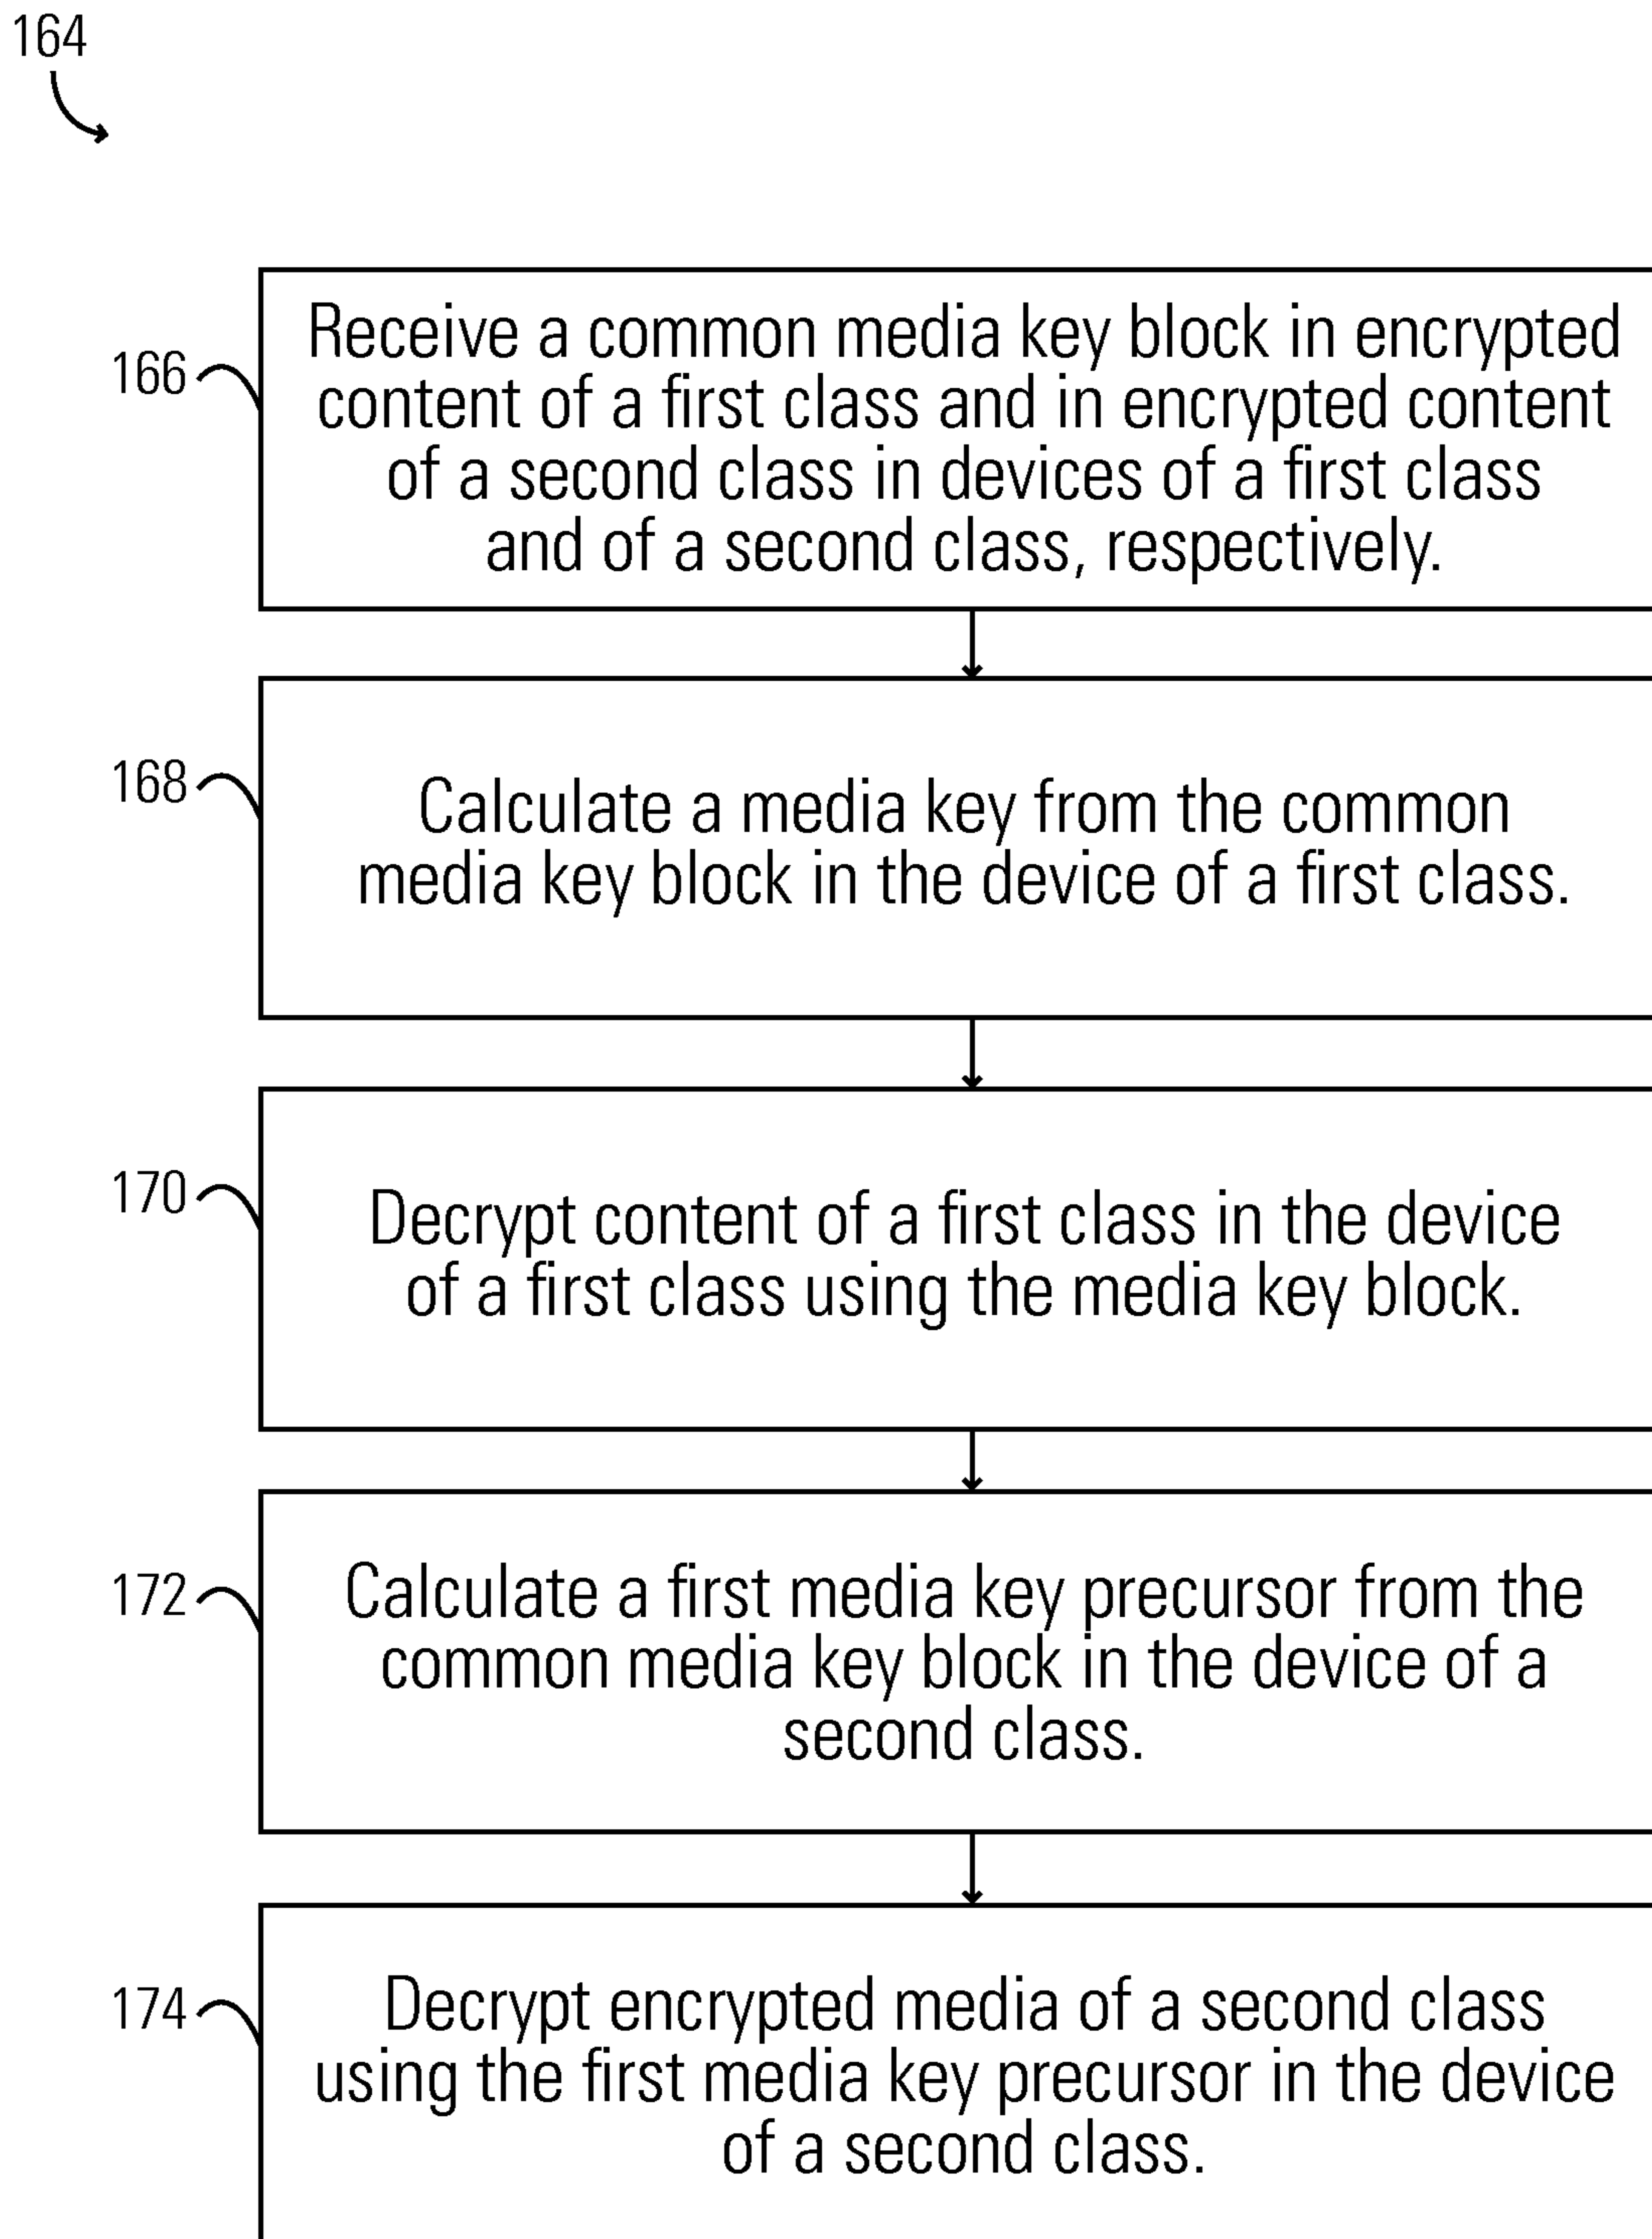 164
166
Receive a common media key block in encrypted
content of a first class and in encrypted content
of a second class in devices of a first class
and of a second class, respectively.
168
Calculate a media key from the common
media key block in the device of a first class.
170
Decrypt content of a first class in the device
of a first class using the media key block.
172
Calculate a first media key precursor from the
common media key block in the device of a
second class.
174
Decrypt encrypted media of a second class
using the first media key precursor in the device
of a second class.